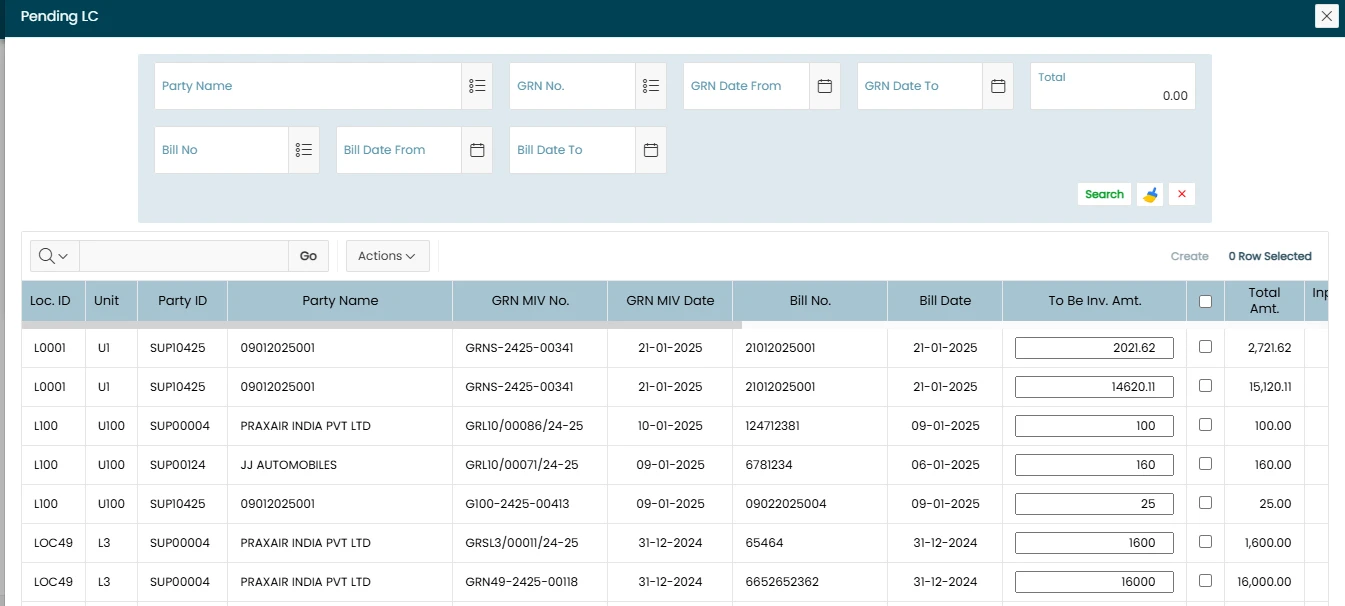 Pending LC
Party Name GRN No. GRN Date From GRN Date To Total
0.00
Bill No Bill Date From Bill Date To
Search
Go Actions Create 0 Row Selected
Loc. ID Unit Party ID Party Name GRN MIV No. GRN MIV Date Bill No. Bill Date To Be Inv. Amt. Total Amt. Inp
L0001 U1 SUP10425 09012025001 GRNS-2425-00341 21-01-2025 21012025001 21-01-2025 2021.62 2,721.62
L0001 U1 SUP10425 09012025001 GRNS-2425-00341 21-01-2025 21012025001 21-01-2025 14620.11 15,120.11
L100 U100 SUP00004 PRAXAIR INDIA PVT LTD GRL10/00086/24-25 10-01-2025 124712381 09-01-2025 100 100.00
L100 U100 SUP00124 JJ AUTOMOBILES GRL10/00071/24-25 09-01-2025 6781234 06-01-2025 160 160.00
L100 U100 SUP10425 09012025001 G100-2425-00413 09-01-2025 09022025004 09-01-2025 25 25.00
LOC49 L3 SUP00004 PRAXAIR INDIA PVT LTD GRSL3/00011/24-25 31-12-2024 65464 31-12-2024 1600 1,600.00
LOC49 L3 SUP00004 PRAXAIR INDIA PVT LTD GRN49-2425-00118 31-12-2024 6652652362 31-12-2024 16000 16,000.00